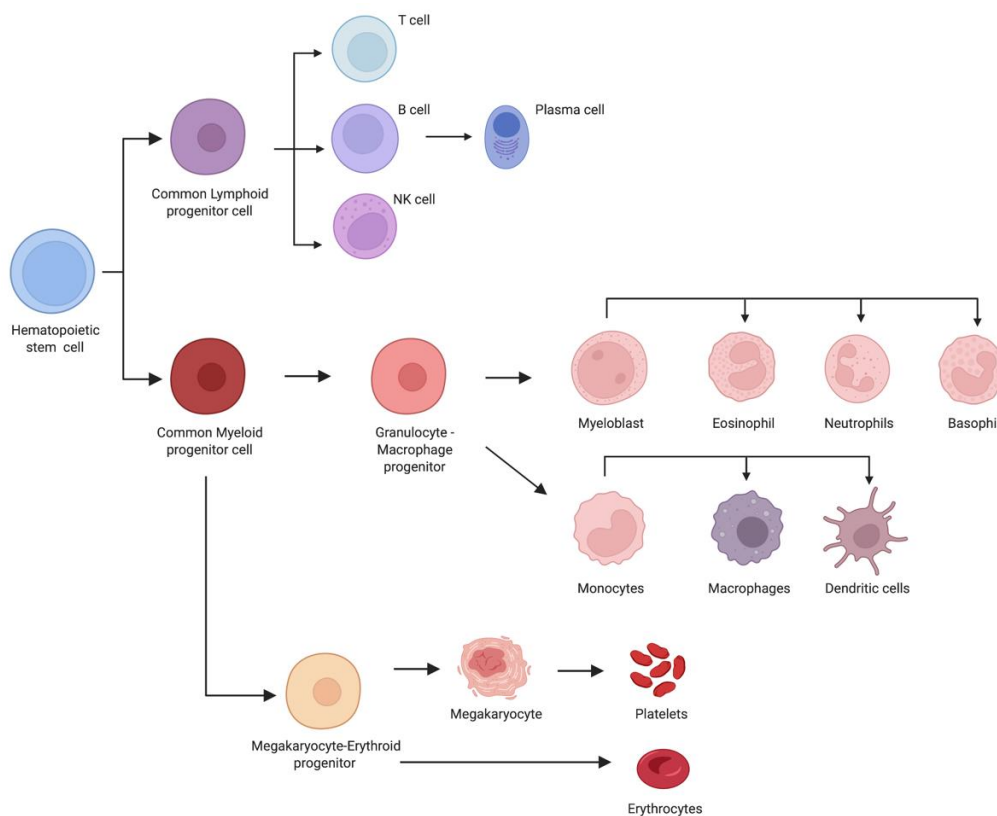 T cell
B cell
Plasma cell
Common Lymphoid
progenitor cell
NK cell
Hematopoietic
stem cell
Common Myeloid
progenitor cell
Granulocyte -
Macrophage
progenitor
Myeloblast
Eosinophil
Neutrophils
Basophil
Monocytes
Macrophages
Dendritic cells
Megakaryocyte
Platelets
Megakaryocyte-Erythroid
progenitor
Erythrocytes